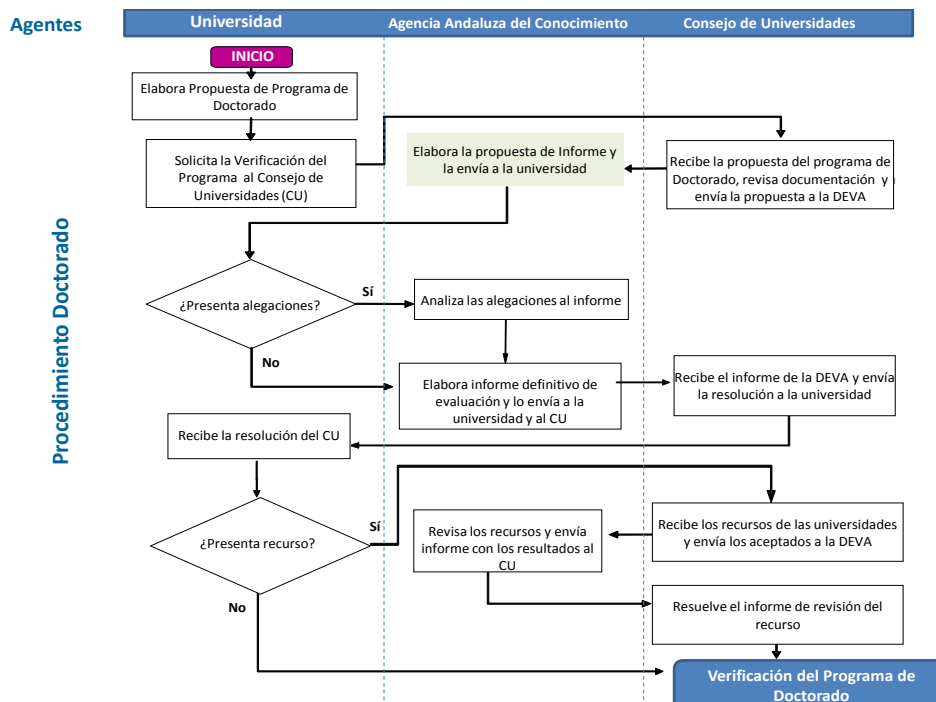 Agentes
Universidad
Agencia Andaluza del Conocimiento
Consejo de Universidades
Procedimiento Doctorado
INICIO
Elabora Propuesta de Programa de
Doctorado
Solicita la Verificación del
Programa al Consejo de
Universidades (CU)
Elabora la propuesta de Informe y
la envía a la universidad
Recibe la propuesta del programa de
Doctorado, revisa documentación y
envía la propuesta a la DEVA
¿Presenta alegaciones?
Sí
Analiza las alegaciones al informe
No
Elabora informe definitivo de
evaluación y lo envía a la
universidad y al CU
Recibe el informe de la DEVA y envía
la resolución a la universidad
Recibe la resolución del CU
¿Presenta recurso?
Sí
Revisa los recursos y envía
informe con los resultados al
CU
Recibe los recursos de las universidades
y envía los aceptados a la DEVA
No
Resuelve el informe de revisión del
recurso
Verificación del Programa de
Doctorado